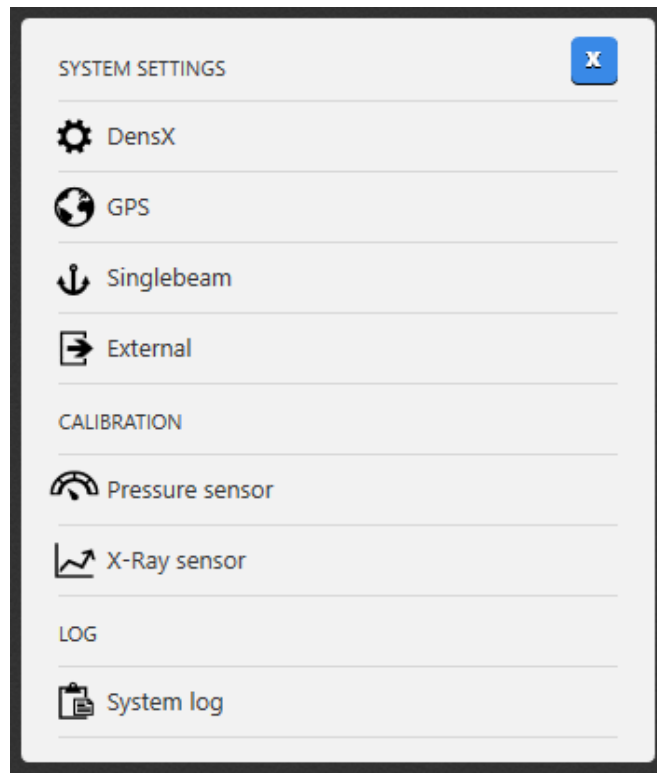 SYSTEM SETTINGS
x
DensX
GPS
Singlebeam
External
CALIBRATION
Pressure sensor
X-Ray sensor
LOG
System log